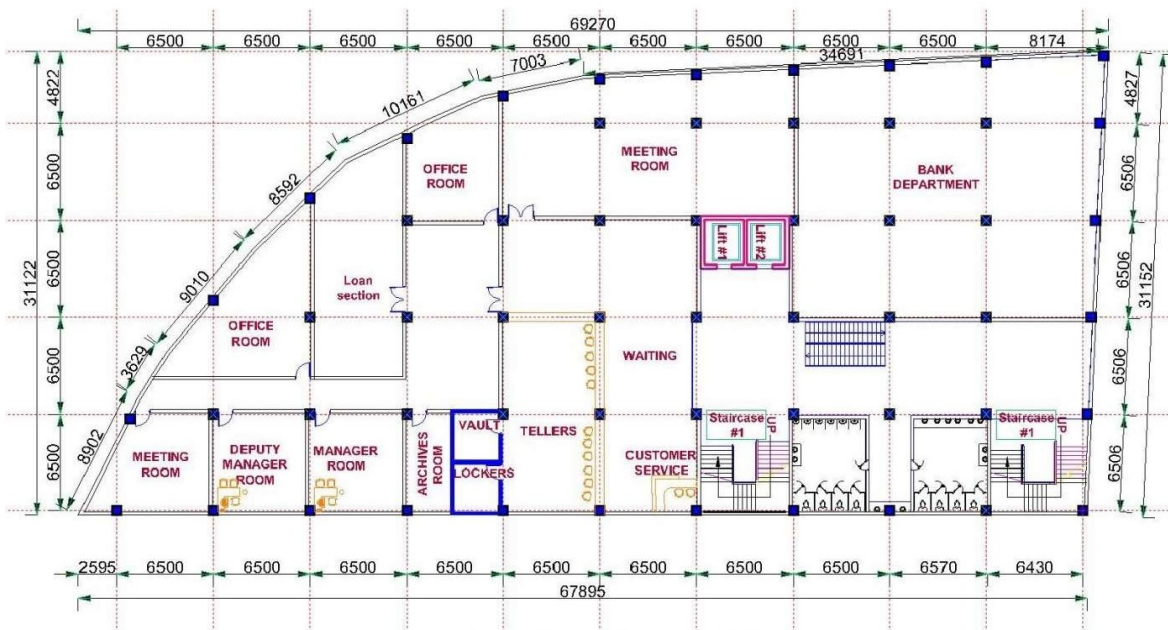 69270
6500 6500 6500 6500 6500 6500 6500 6500 6500 8174
34691
7003
10161
8592
9010
3629
8902
4822
6500
6500
6500
6500
31122
4827
6506
6506
6506
6506
31152
OFFICE
ROOM
MEETING
ROOM
BANK
DEPARTMENT
Lift #1
Lift #2
Loan
section
OFFICE
ROOM
WAITING
MEETING
ROOM
DEPUTY
MANAGER
ROOM
MANAGER
ROOM
ARCHIVES
ROOM
VAULT
LOCKERS
TELLERS
CUSTOMER
SERVICE
Staircase
#1
UP
Staircase
#1
UP
2595 6500 6500 6500 6500 6500 6500 6500 6570 6430
67895